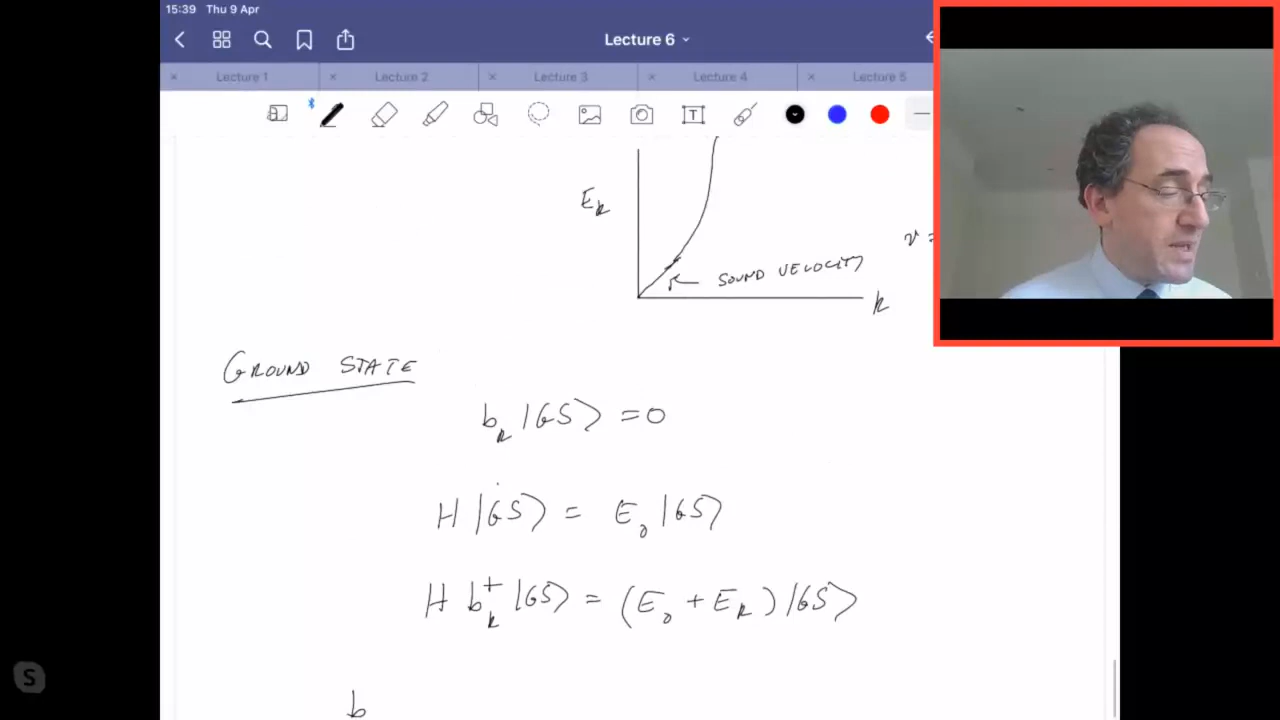 15:39 Thu 9 Apr
Lecture 6
Lecture 1 Lecture 2 Lecture 3 Lecture 4 Lecture 5
T
E_k
SOUND VELOCITY
v =
k
GROUND STATE
b_k |GS> = 0
H |GS> = E_0 |GS>
H b_k^+ |GS> = (E_0 + E_k) |GS>
b
S